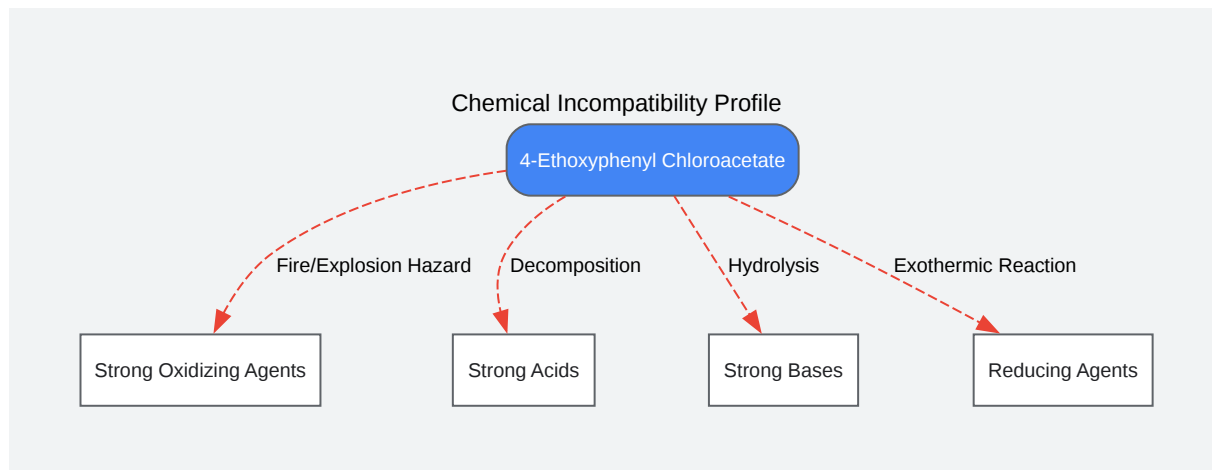 Chemical Incompatibility Profile
4-Ethoxyphenyl Chloroacetate
Fire/Explosion Hazard
Decomposition
Hydrolysis
Exothermic Reaction
Strong Oxidizing Agents
Strong Acids
Strong Bases
Reducing Agents